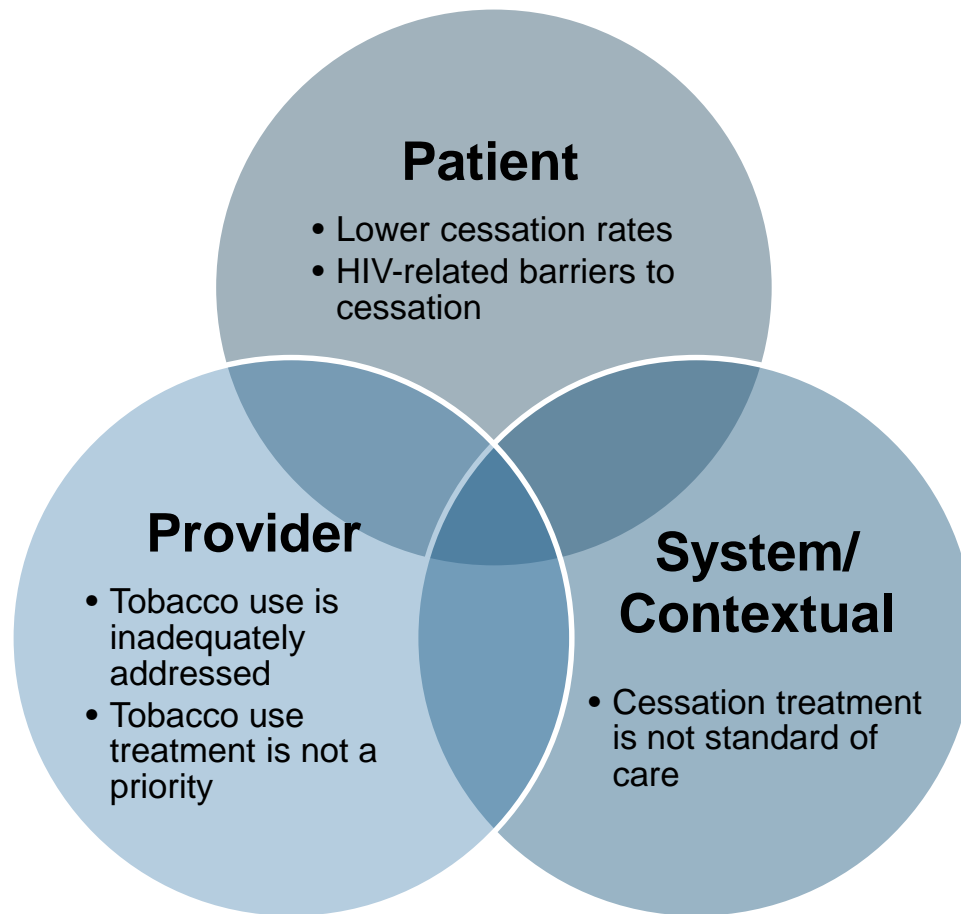 Patient
• Lower cessation rates
• HIV-related barriers to
cessation
Provider
• Tobacco use is
inadequately
addressed
• Tobacco use
treatment is not a
priority
System/
Contextual
• Cessation treatment
is not standard of
care